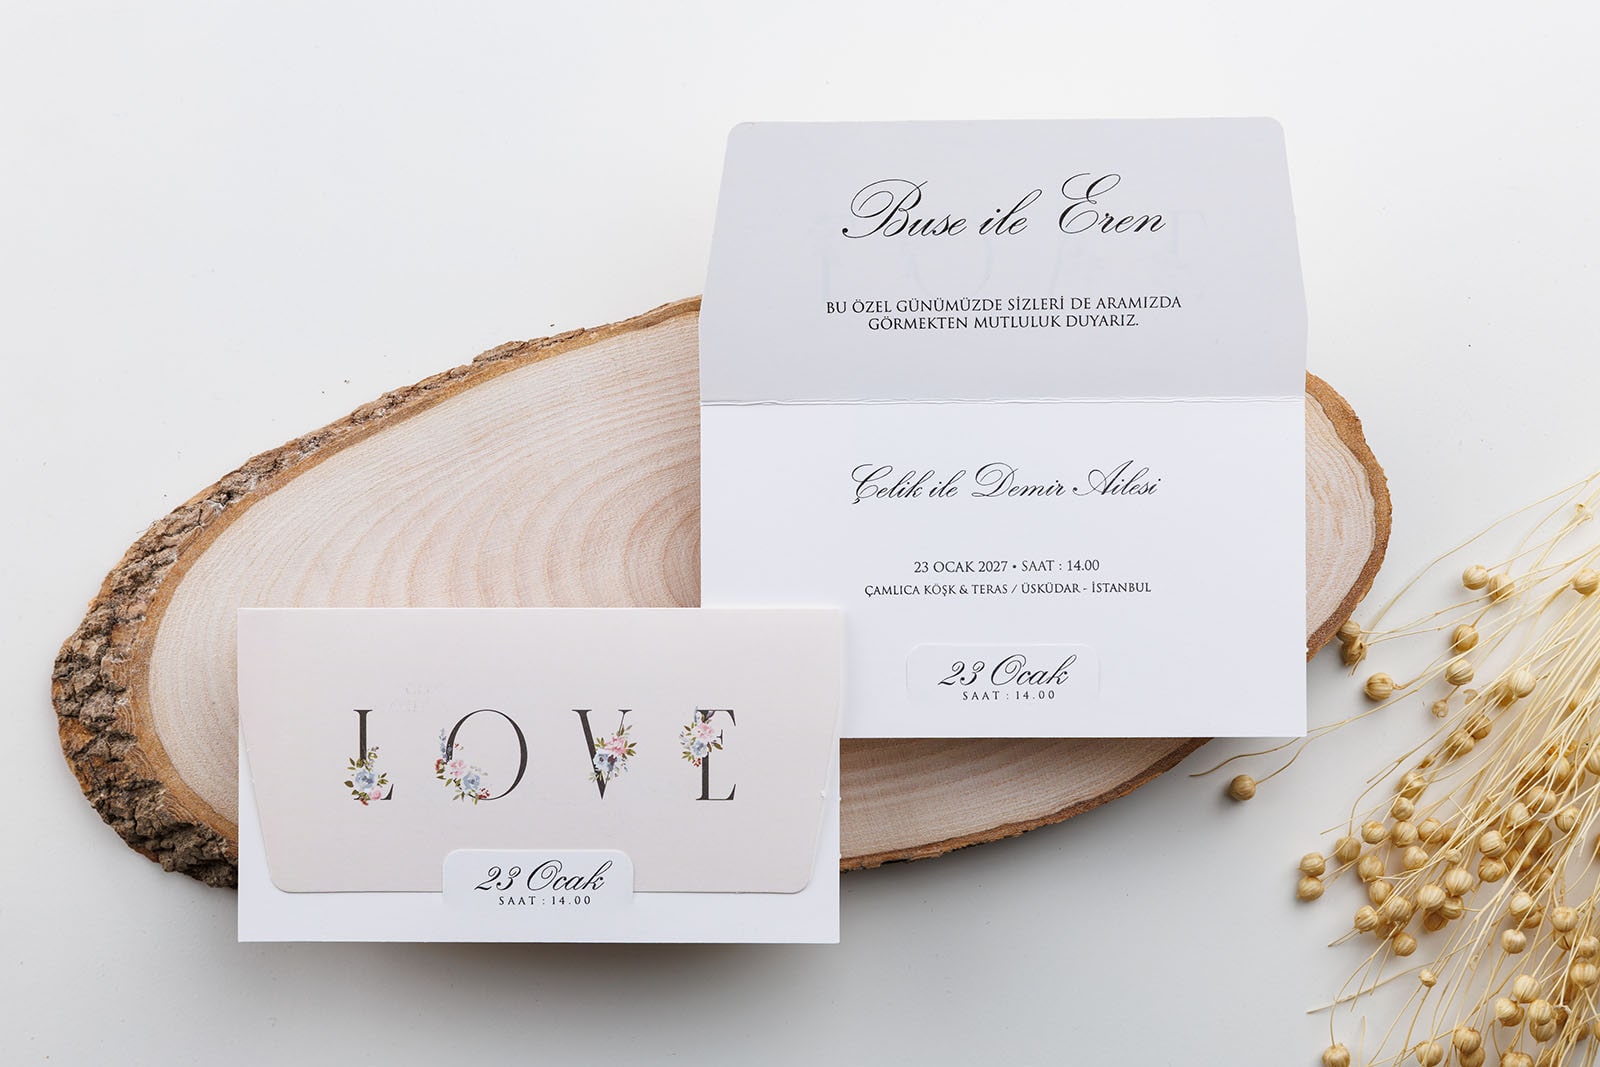 Buse ile Eren
BU ÖZEL GÜNÜMÜZDE SİZLERİ DE ARAMIZDA
GÖRMEKTEN MUTLULUK DUYARIZ.
Çelik ile Demir Ailesi
23 OCAK 2027 • SAAT : 14.00
ÇAMLICA KÖŞK & TERAS / ÜSKÜDAR - İSTANBUL
23 Ocak
SAAT : 14.00
LOVE
23 Ocak
SAAT : 14.00